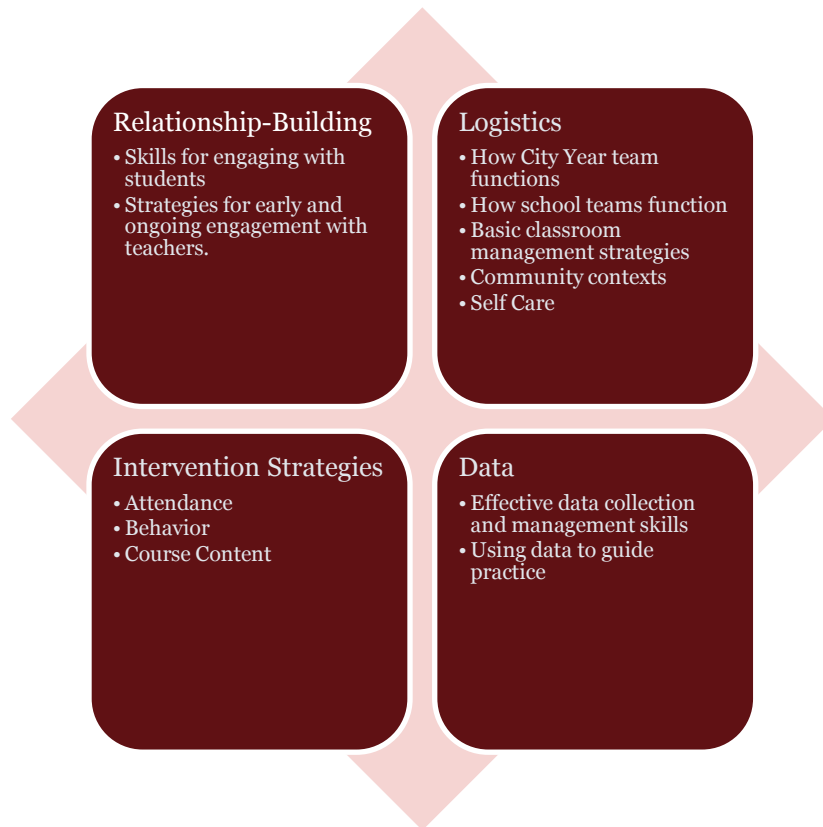 Relationship-Building
• Skills for engaging with
students
• Strategies for early and
ongoing engagement with
teachers.
Logistics
• How City Year team
functions
• How school teams function
• Basic classroom
management strategies
• Community contexts
• Self Care
Intervention Strategies
• Attendance
• Behavior
• Course Content
Data
• Effective data collection
and management skills
• Using data to guide
practice